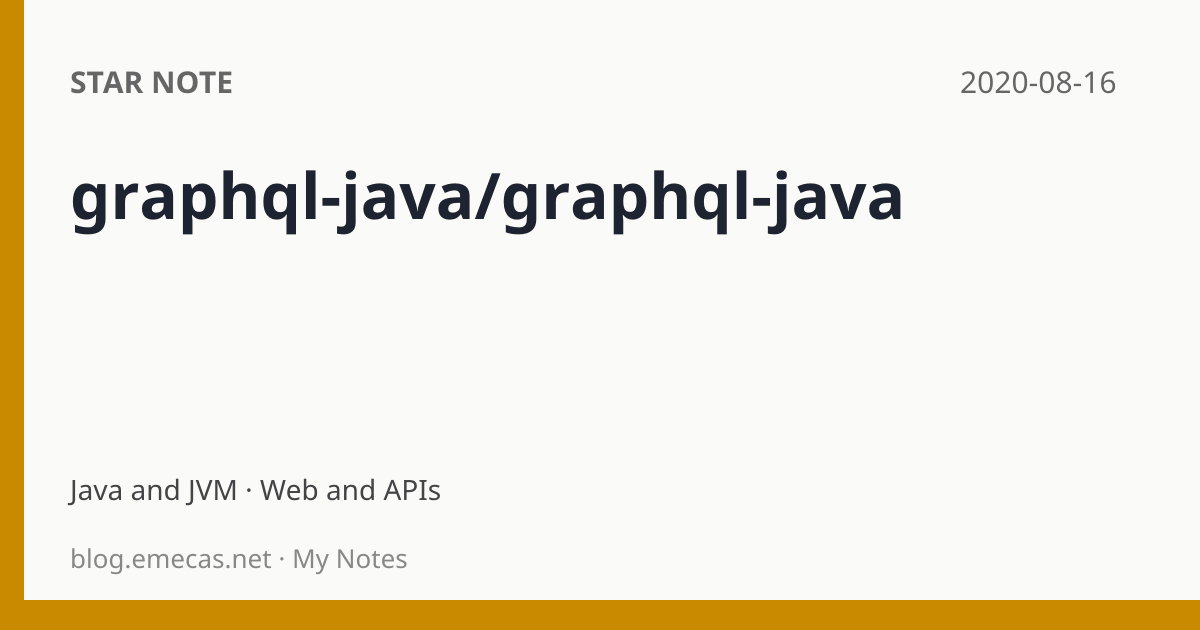 STAR NOTE
2020-08-16
graphql-java/graphql-java
Java and JVM · Web and APIs
blog.emecas.net · My Notes